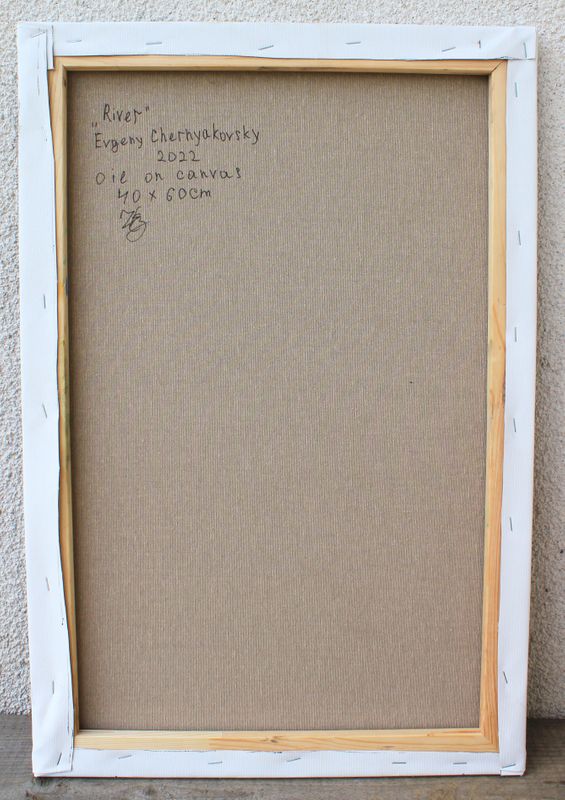 „River"
Evgeny Chernyakovsky
2022
oil on canvas
40 x 60cm